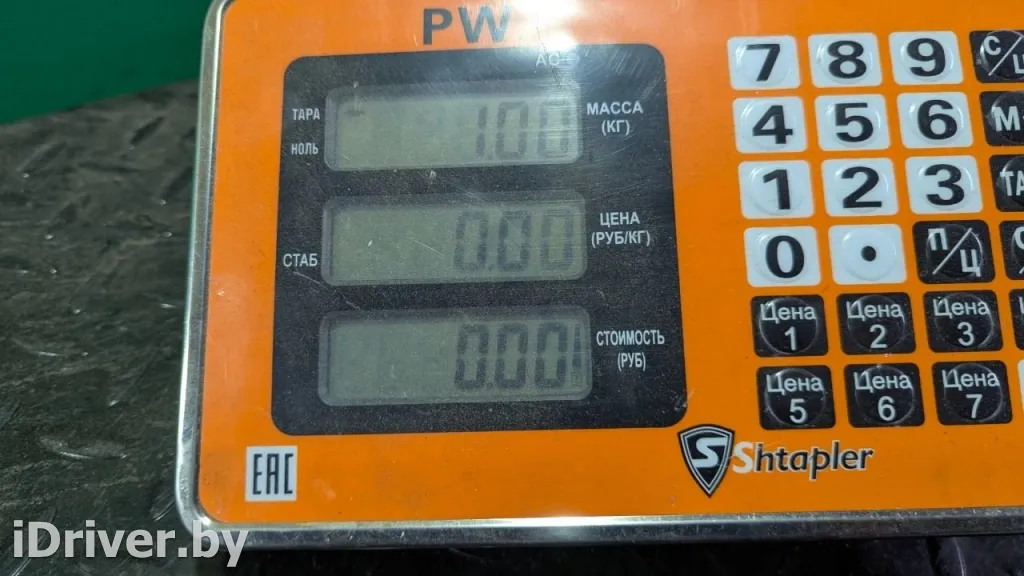 PW
ТАРА
НОЛЬ
1.00
МАССА
(КГ)
7 8 9 С/
4 5 6
СТАБ
0.00
ЦЕНА
(РУБ/КГ)
1 2 3
0 . П/Ц
0.00
СТОИМОСТЬ
(РУБ)
Цена 1
Цена 2
Цена 3
Цена 5
Цена 6
Цена 7
S Shtapler
EAC
iDriver.by